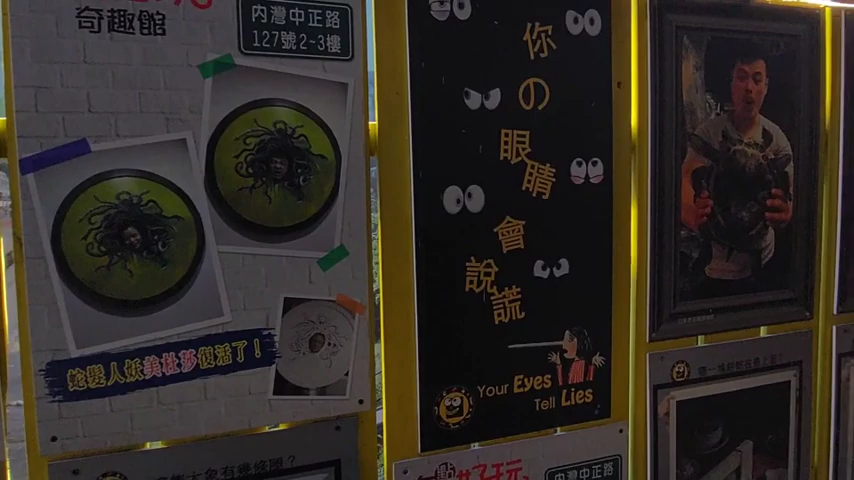 奇趣館
內灣中正路
127號2-3樓
蛇髮人妖美杜莎復活了！
你の眼睛會說謊
Your Eyes
Tell Lies
好玩
內灣中正路